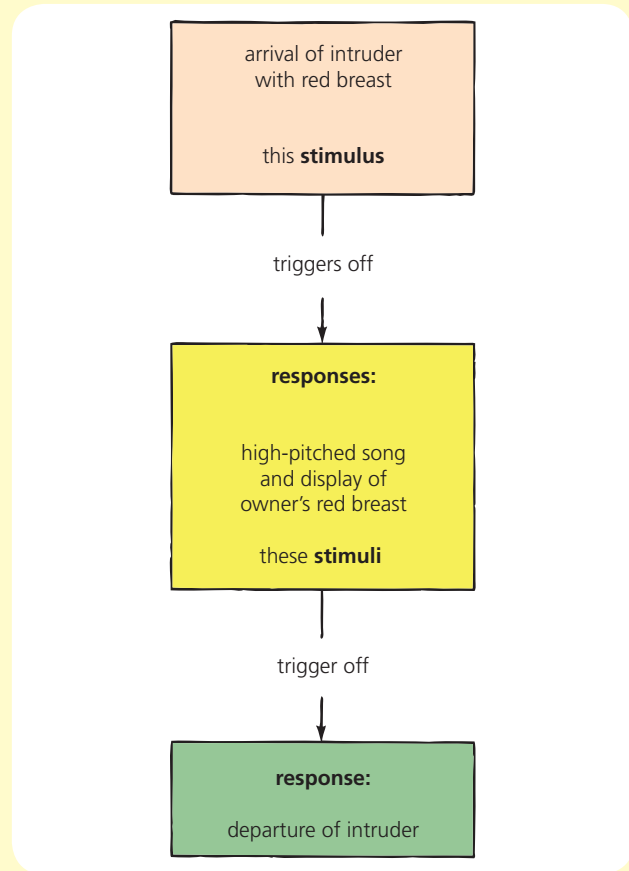 arrival of intruder
with red breast
this stimulus
triggers off
responses:
high-pitched song
and display of
owner's red breast
these stimuli
trigger off
response:
departure of intruder